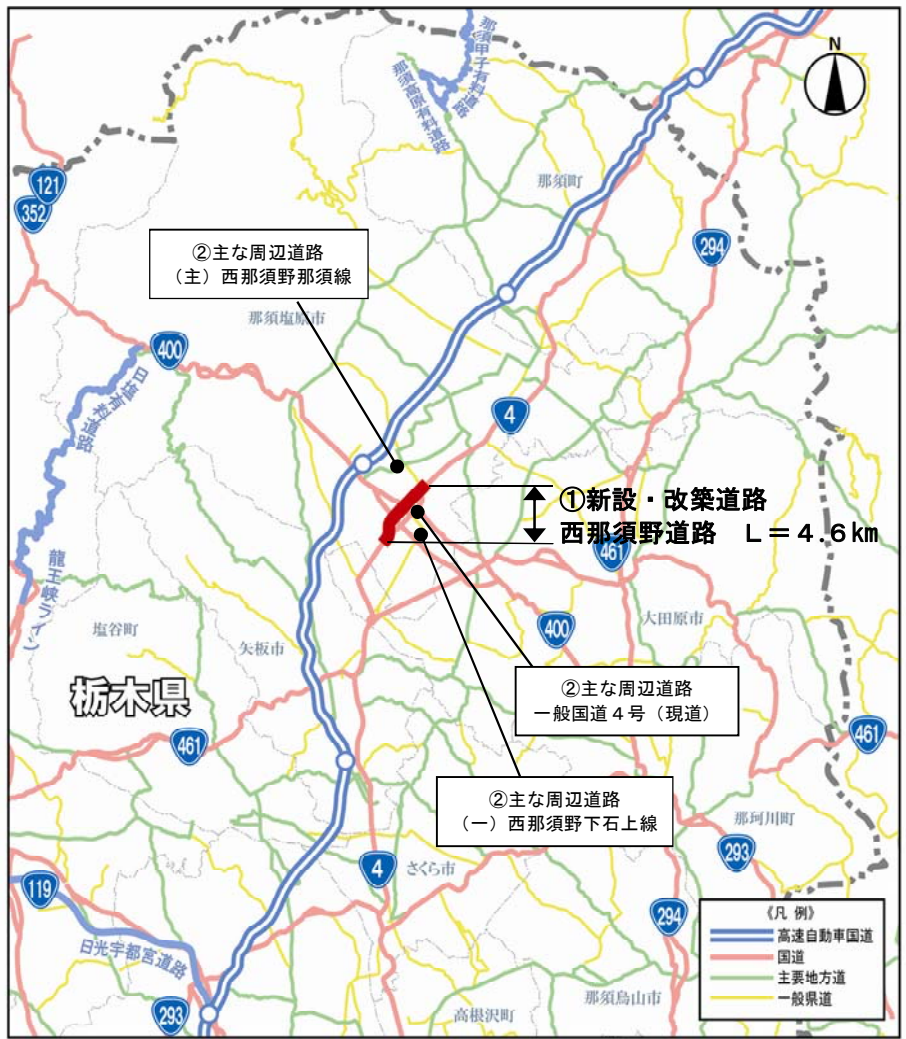 N
那須甲子有料道路
那須高原有料道路
121
352
那須町
294
②主な周辺道路
（主）西那須野那須線
那須塩原市
400
日塩有料道路
4
①新設・改築道路
西那須野道路　Ｌ＝４.６km
461
龍王峡ライン
塩谷町
矢板市
400
大田原市
栃木県
②主な周辺道路
一般国道４号（現道）
461
461
②主な周辺道路
（一）西那須野下石上線
那珂川町
293
4
さくら市
119
294
日光宇都宮道路
《凡 例》
高速自動車国道
国道
主要地方道
一般県道
293
高根沢町
那須烏山市